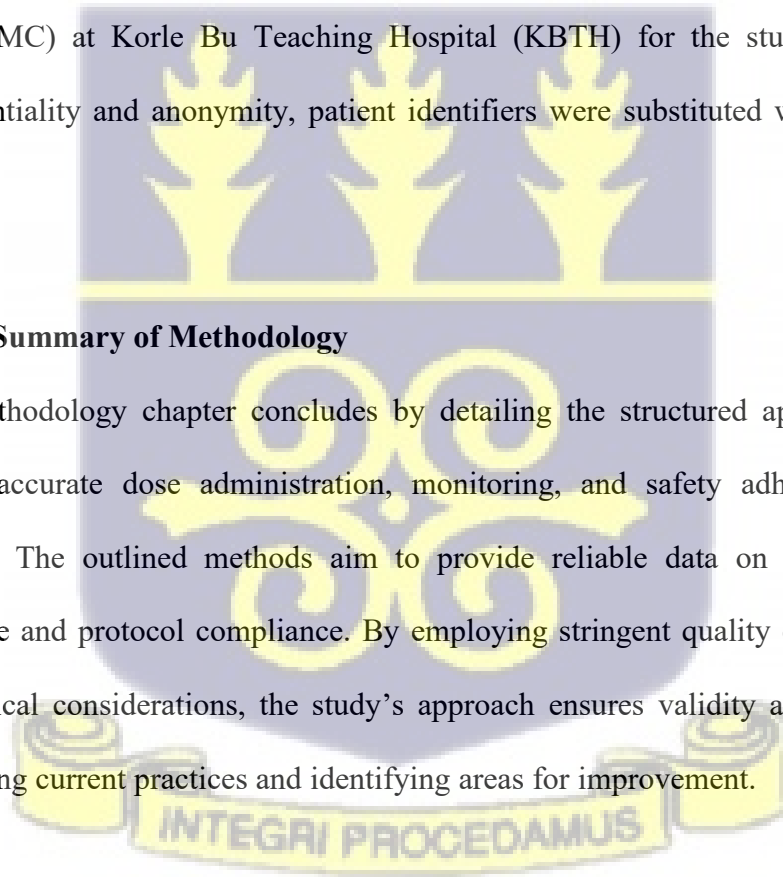 MC) at Korle Bu Teaching Hospital (KBTH) for the stu
ntiality and anonymity, patient identifiers were substituted
Summary of Methodology
thodology chapter concludes by detailing the structured ap
accurate dose administration, monitoring, and safety adh
The outlined methods aim to provide reliable data on
e and protocol compliance. By employing stringent quality
ical considerations, the study’s approach ensures validity a
ng current practices and identifying areas for improvement.
INTEGRI PROCEDAMUS